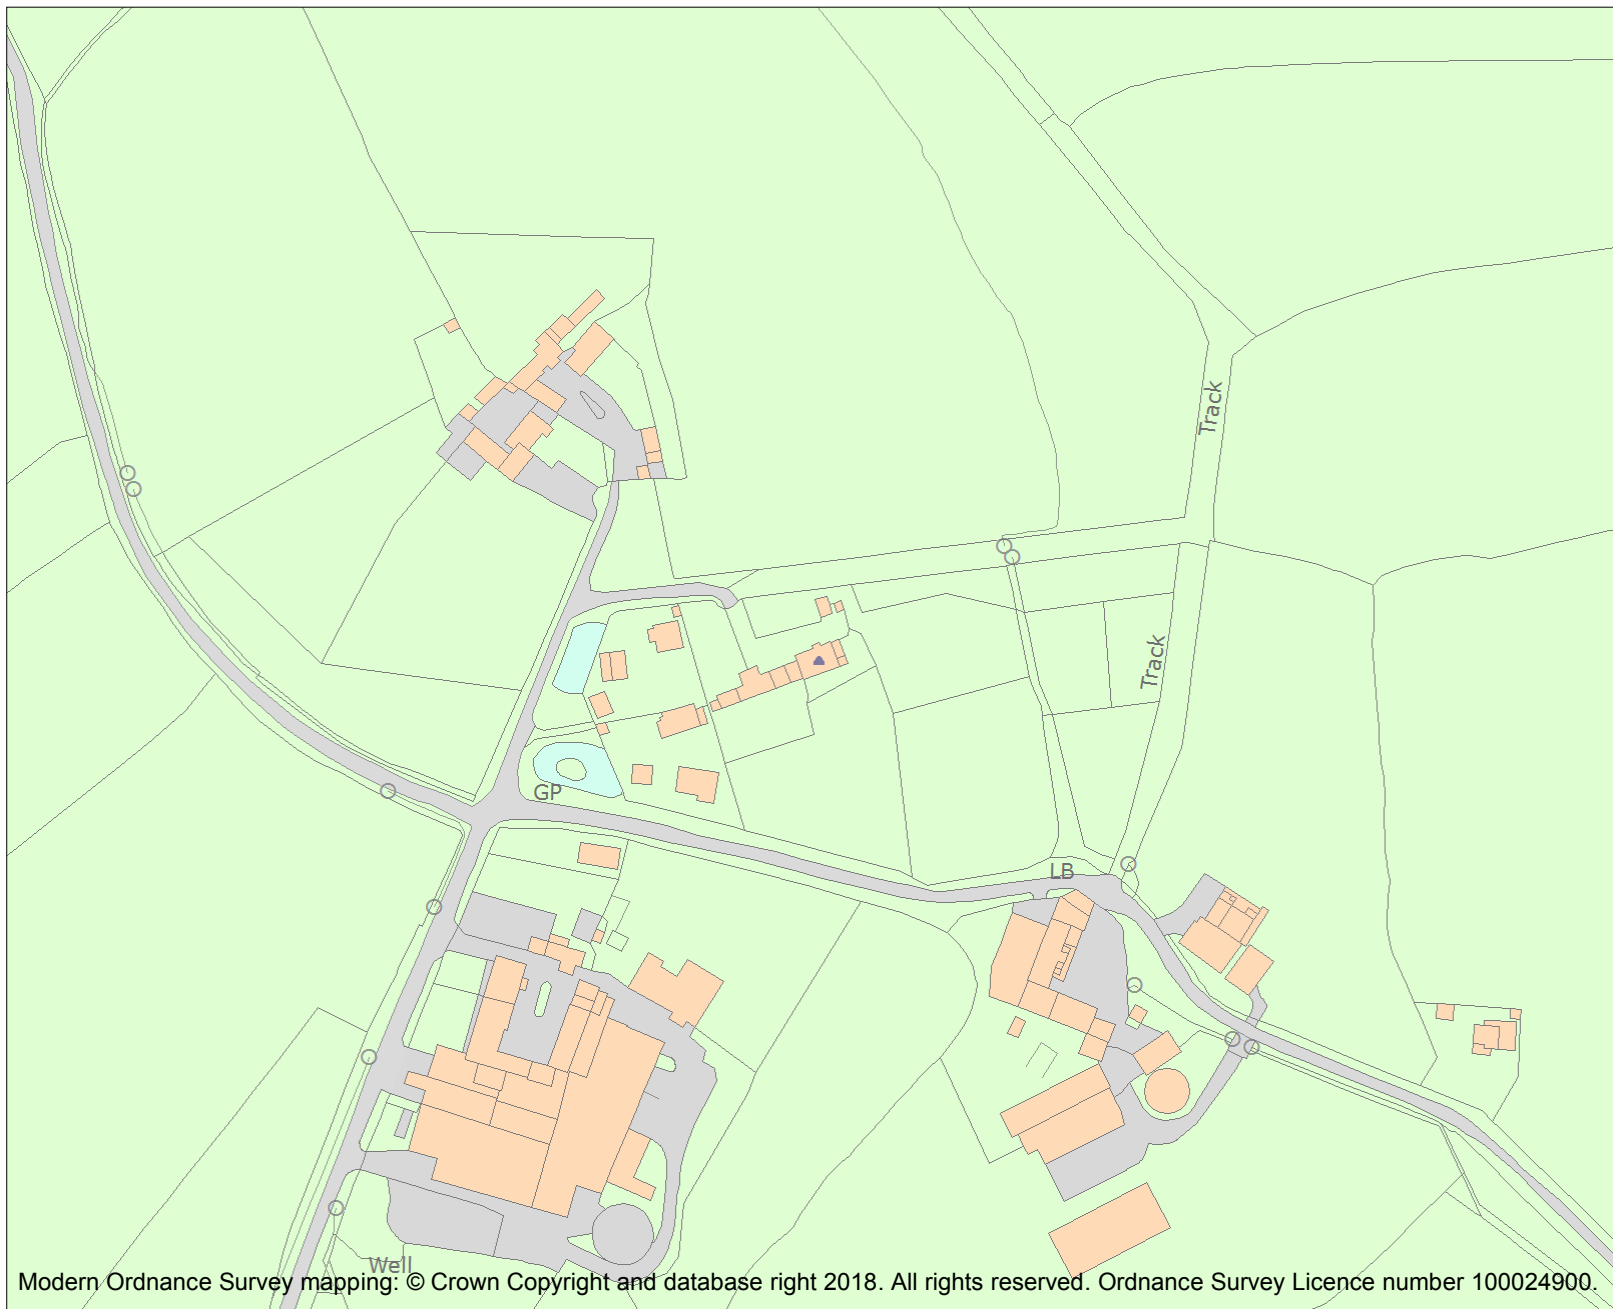 Track
Track
GP
LB
Well
Modern Ordnance Survey mapping: © Crown Copyright and database right 2018. All rights reserved. Ordnance Survey Licence number 100024900.